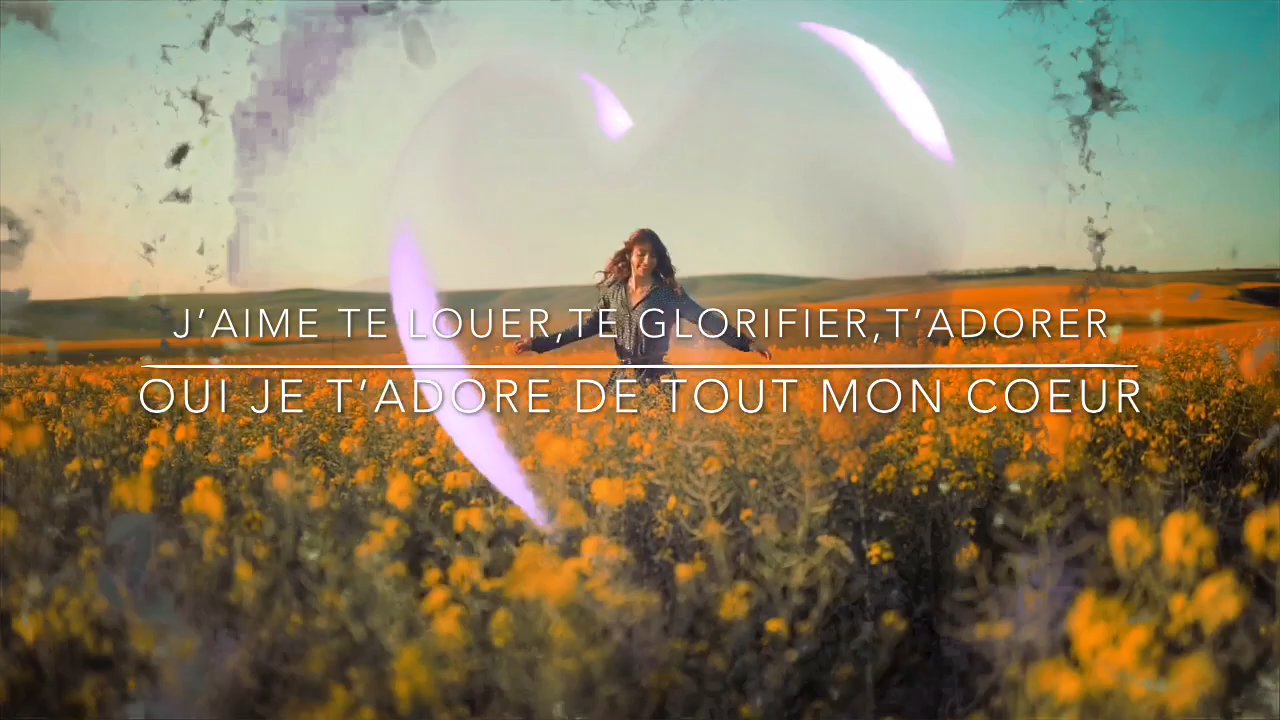 J’AIME TE LOUER,TE GLORIFIER,T’ADORER
OUI JE T’ADORE DE TOUT MON COEUR